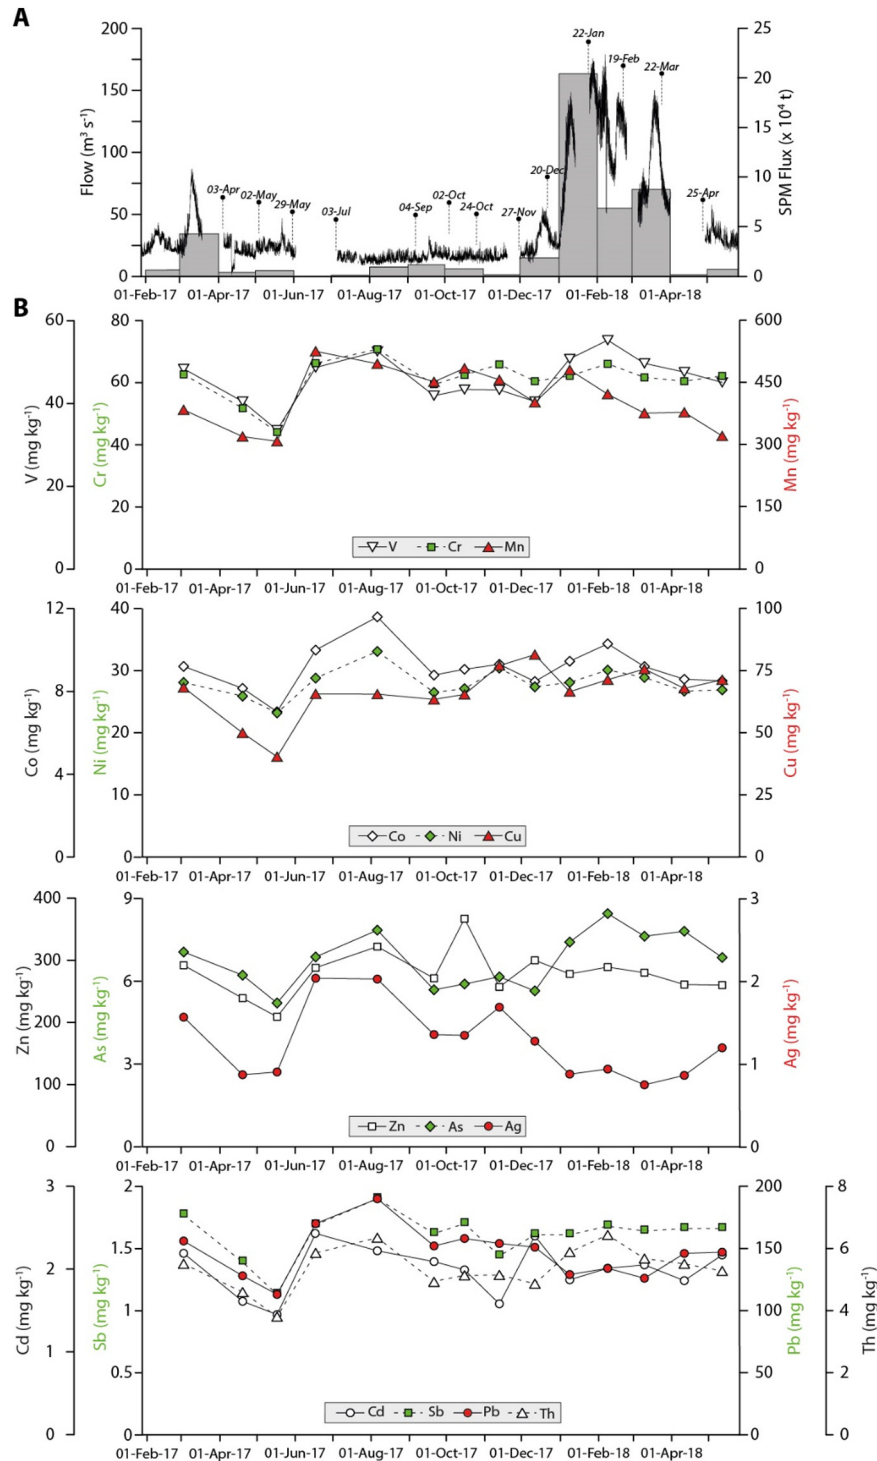 A
200
150
100
50
0
Flow (m³ s⁻¹)
25
20
15
10
5
0
SPM Flux (x 10⁴ t)
03-Apr
02-May
29-May
03-Jul
04-Sep
02-Oct
24-Oct
27-Nov
20-Dec
22-Jan
19-Feb
22-Mar
25-Apr
01-Feb-17 01-Apr-17 01-Jun-17 01-Aug-17 01-Oct-17 01-Dec-17 01-Feb-18 01-Apr-18
B
60
40
20
0
V (mg kg⁻¹)
80
60
40
20
0
Cr (mg kg⁻¹)
600
450
300
150
0
Mn (mg kg⁻¹)
V Cr Mn
01-Feb-17 01-Apr-17 01-Jun-17 01-Aug-17 01-Oct-17 01-Dec-17 01-Feb-18 01-Apr-18
12
8
4
0
Co (mg kg⁻¹)
40
30
20
10
0
Ni (mg kg⁻¹)
100
75
50
25
0
Cu (mg kg⁻¹)
Co Ni Cu
01-Feb-17 01-Apr-17 01-Jun-17 01-Aug-17 01-Oct-17 01-Dec-17 01-Feb-18 01-Apr-18
400
300
200
100
0
Zn (mg kg⁻¹)
9
6
3
0
As (mg kg⁻¹)
3
2
1
0
Ag (mg kg⁻¹)
Zn As Ag
01-Feb-17 01-Apr-17 01-Jun-17 01-Aug-17 01-Oct-17 01-Dec-17 01-Feb-18 01-Apr-18
3
2
1
0
Cd (mg kg⁻¹)
2
1.5
1
0.5
0
Sb (mg kg⁻¹)
200
150
100
50
0
Pb (mg kg⁻¹)
8
6
4
2
0
Th (mg kg⁻¹)
Cd Sb Pb Th
01-Feb-17 01-Apr-17 01-Jun-17 01-Aug-17 01-Oct-17 01-Dec-17 01-Feb-18 01-Apr-18